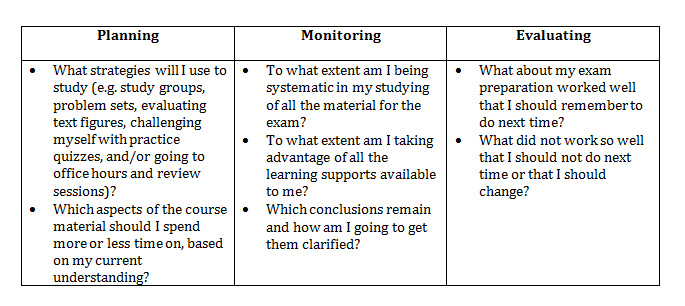 Planning
What strategies will I use to
study (e.g. study groups,
problem sets, evaluating
text figures, challenging
myself with practice
quizzes, and/or going to
office hours and review
sessions)?
Which aspects of the course
material should I spend
more or less time on, based
on my current
understanding?
Monitoring
To what extent am I being
systematic in my studying
of all the material for the
exam?
To what extent am I taking
advantage of all the
learning supports available
to me?
Which conclusions remain
and how am I going to get
them clarified?
Evaluating
What about my exam
preparation worked well
that I should remember to
do next time?
What did not work so well
that I should not do next
time or that I should
change?